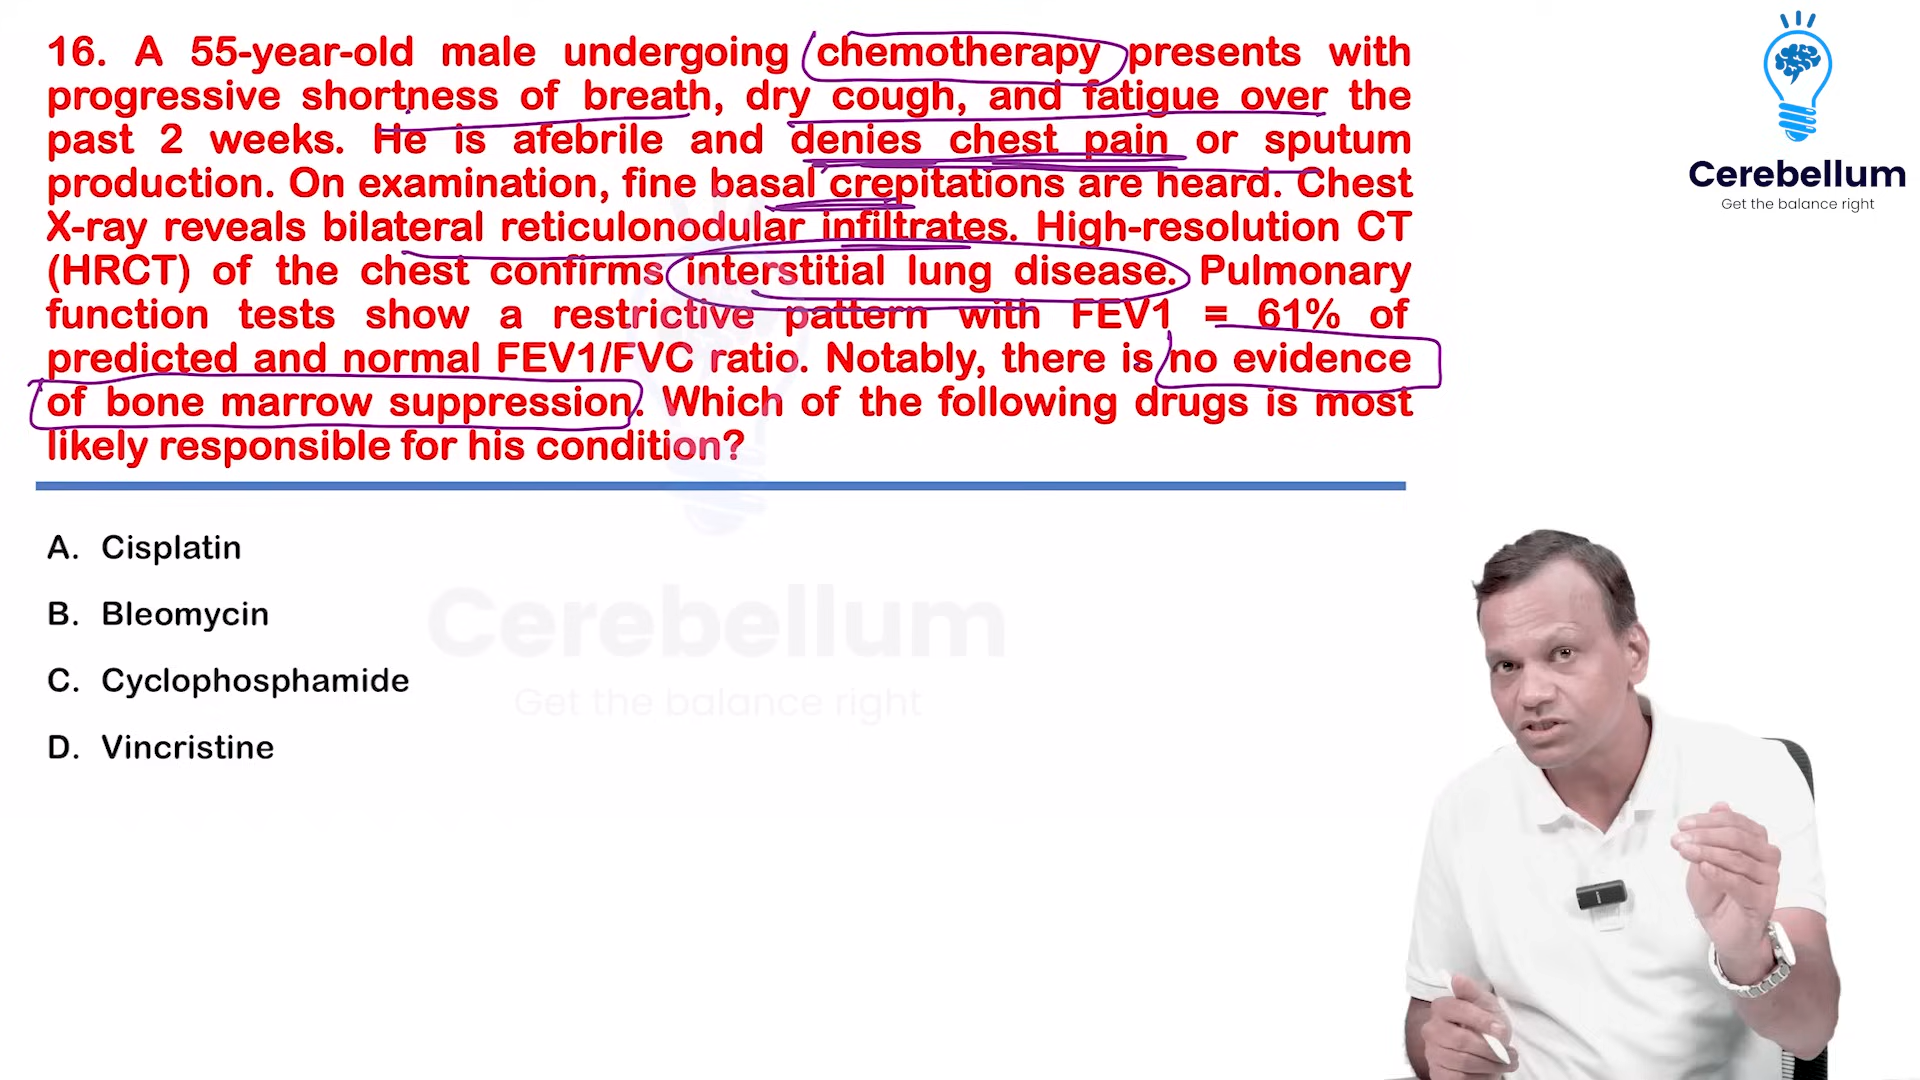 16. A 55-year-old male undergoing chemotherapy presents with
progressive shortness of breath, dry cough, and fatigue over the
past 2 weeks. He is afebrile and denies chest pain or sputum
production. On examination, fine basal crepitations are heard. Chest
X-ray reveals bilateral reticulonodular infiltrates. High-resolution CT
(HRCT) of the chest confirms interstitial lung disease. Pulmonary
function tests show a restrictive pattern with FEV1 = 61% of
predicted and normal FEV1/FVC ratio. Notably, there is no evidence
of bone marrow suppression. Which of the following drugs is most
likely responsible for his condition?
A. Cisplatin
B. Bleomycin
C. Cyclophosphamide
D. Vincristine
Cerebellum
Get the balance right
Cerebellum
Get the balance right